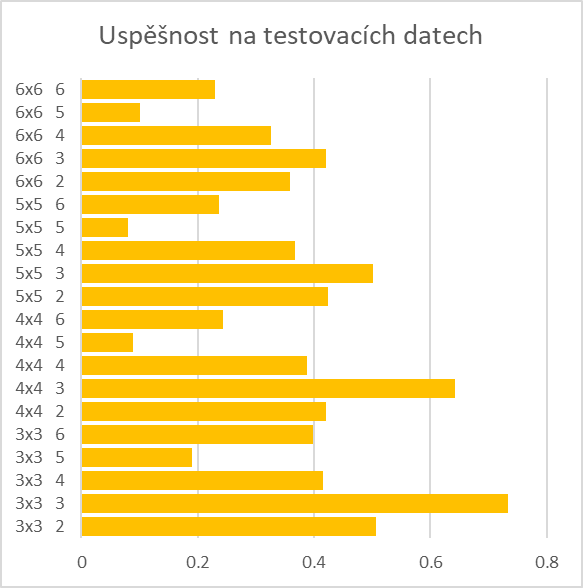 Uspěšnost na testovacích datech
6x6 6
6x6 5
6x6 4
6x6 3
6x6 2
5x5 6
5x5 5
5x5 4
5x5 3
5x5 2
4x4 6
4x4 5
4x4 4
4x4 3
4x4 2
3x3 6
3x3 5
3x3 4
3x3 3
3x3 2
0 0.2 0.4 0.6 0.8